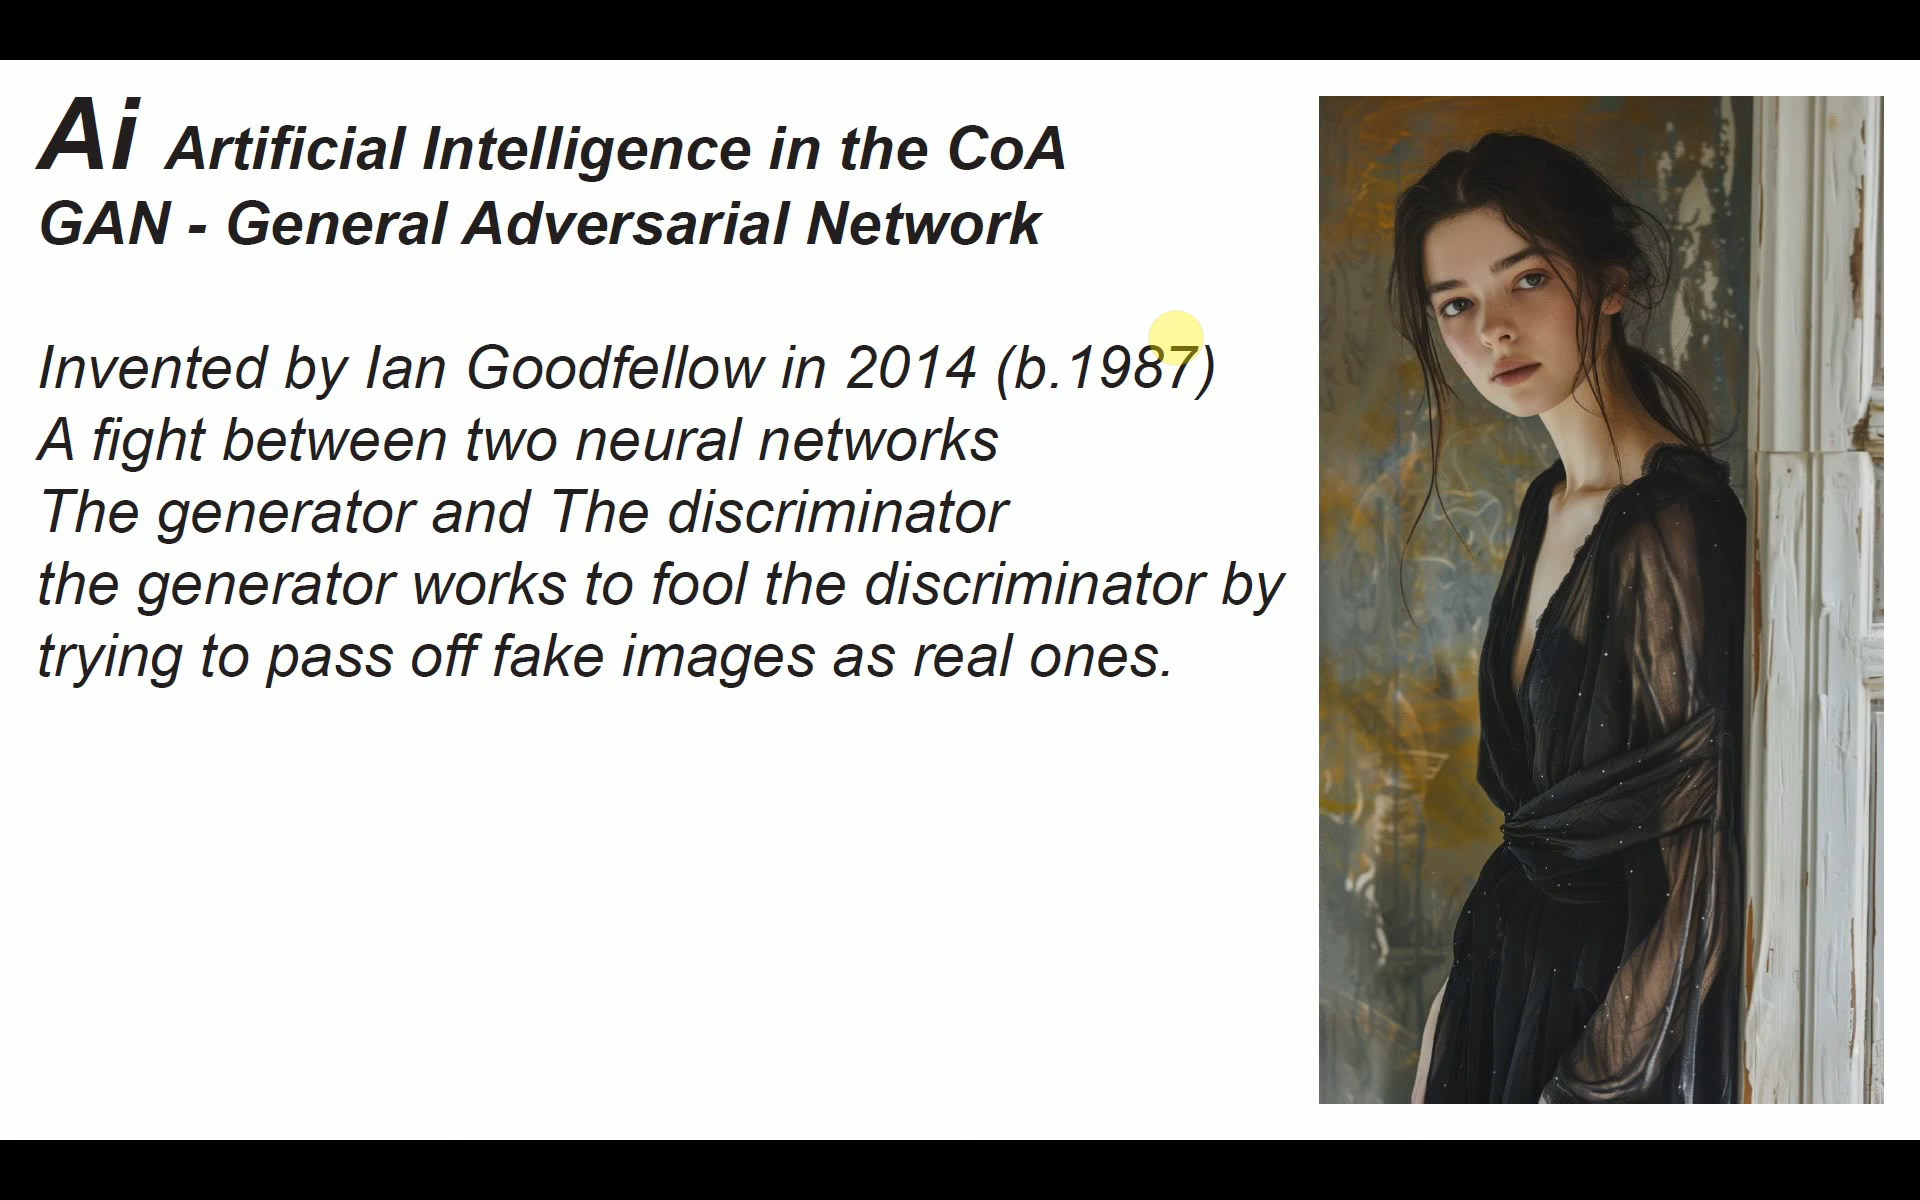 Ai Artificial Intelligence in the CoA
GAN - General Adversarial Network
Invented by Ian Goodfellow in 2014 (b.1987)
A fight between two neural networks
The generator and The discriminator
the generator works to fool the discriminator by
trying to pass off fake images as real ones.